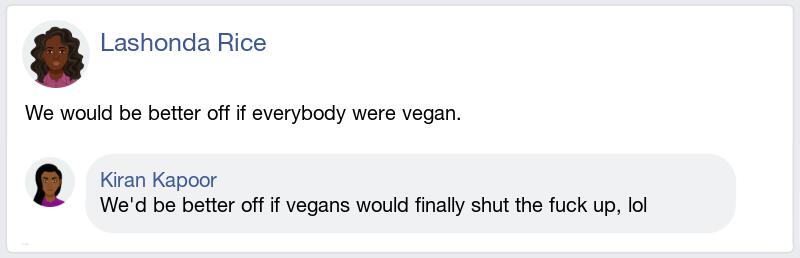 Lashonda Rice
We would be better off if everybody were vegan.
Kiran Kapoor
We'd be better off if vegans would finally shut the fuck up, lol